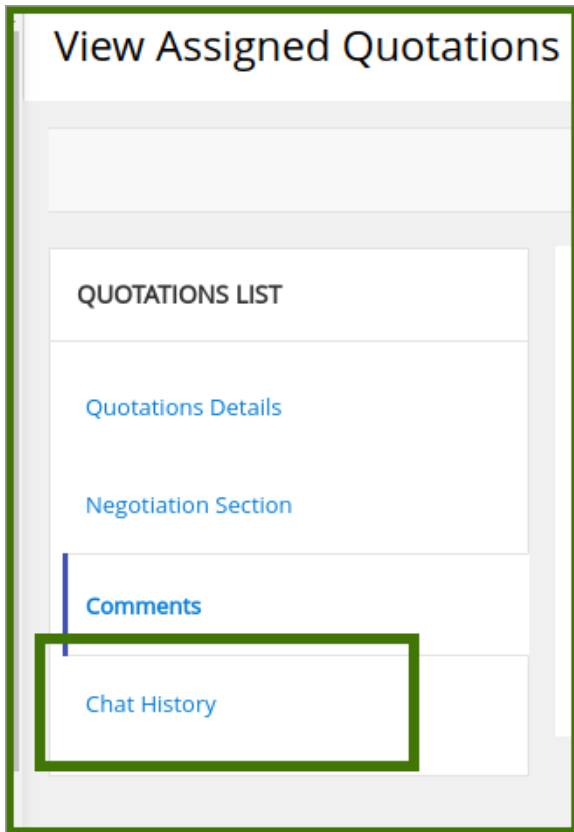 View Assigned Quotations
QUOTATIONS LIST
Quotations Details
Negotiation Section
Comments
Chat History